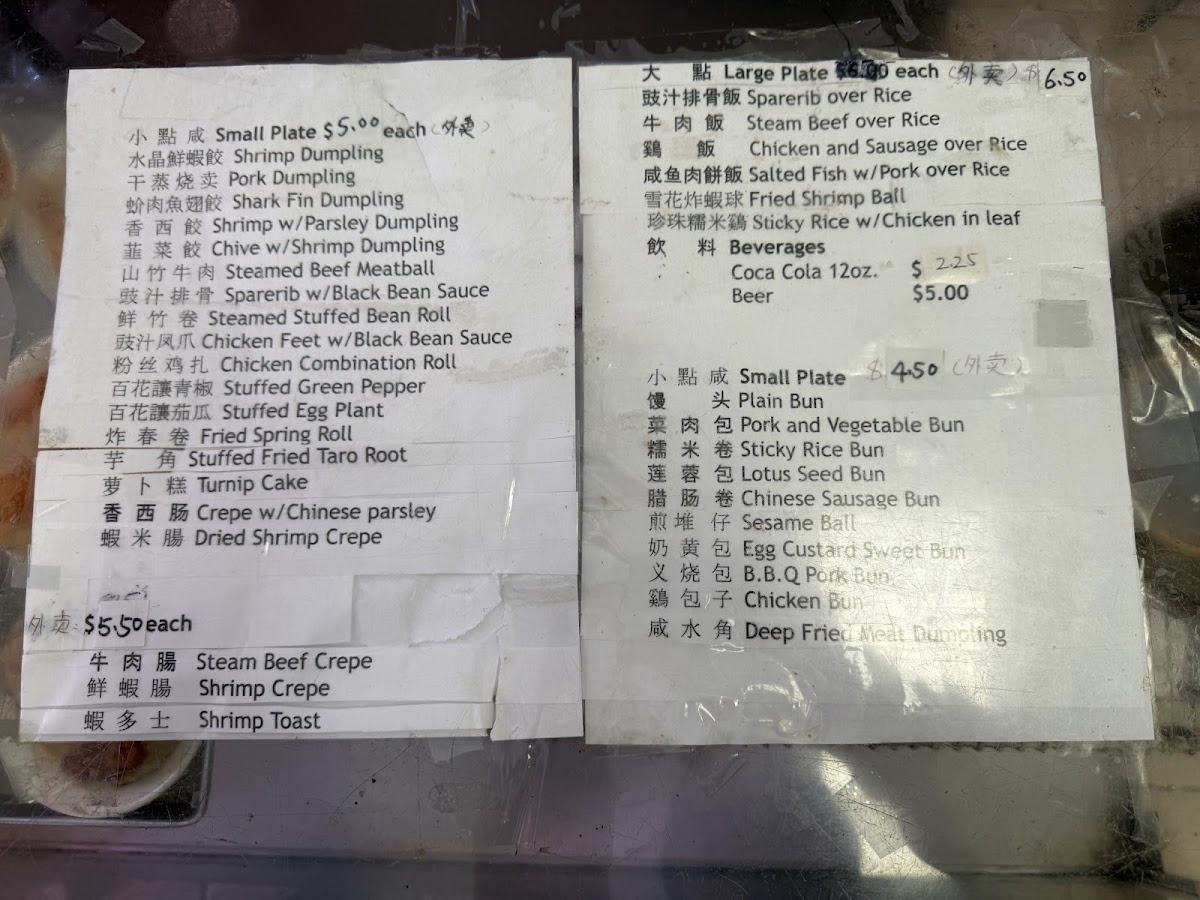 小點咸 Small Plate $5.00 each (外卖)
水晶鮮蝦餃 Shrimp Dumpling
干蒸烧卖 Pork Dumpling
蚧肉魚翅餃 Shark Fin Dumpling
香西餃 Shrimp w/Parsley Dumpling
韮菜餃 Chive w/Shrimp Dumpling
山竹牛肉 Steamed Beef Meatball
豉汁排骨 Sparerib w/Black Bean Sauce
鲜竹卷 Steamed Stuffed Bean Roll
豉汁凤爪 Chicken Feet w/Black Bean Sauce
粉丝鸡扎 Chicken Combination Roll
百花讓青椒 Stuffed Green Pepper
百花讓茄瓜 Stuffed Egg Plant
炸春卷 Fried Spring Roll
芋角 Stuffed Fried Taro Root
萝卜糕 Turnip Cake
香西肠 Crepe w/Chinese parsley
蝦米腸 Dried Shrimp Crepe
外卖: $5.50 each
牛肉腸 Steam Beef Crepe
鲜蝦腸 Shrimp Crepe
蝦多士 Shrimp Toast
大點 Large Plate each (外卖) $6.50
豉汁排骨飯 Sparerib over Rice
牛肉飯 Steam Beef over Rice
鷄飯 Chicken and Sausage over Rice
咸鱼肉餅飯 Salted Fish w/Pork over Rice
雪花炸蝦球 Fried Shrimp Ball
珍珠糯米鷄 Sticky Rice w/Chicken in leaf
飲料 Beverages
Coca Cola 12oz. $ 2.25
Beer $5.00
小點咸 Small Plate $4.50 (外卖)
馒头 Plain Bun
菜肉包 Pork and Vegetable Bun
糯米卷 Sticky Rice Bun
莲蓉包 Lotus Seed Bun
腊肠卷 Chinese Sausage Bun
煎堆仔 Sesame Ball
奶黄包 Egg Custard Sweet Bun
义烧包 B.B.Q Pork Bun
鷄包子 Chicken Bun
咸水角 Deep Fried Meat Dumpling